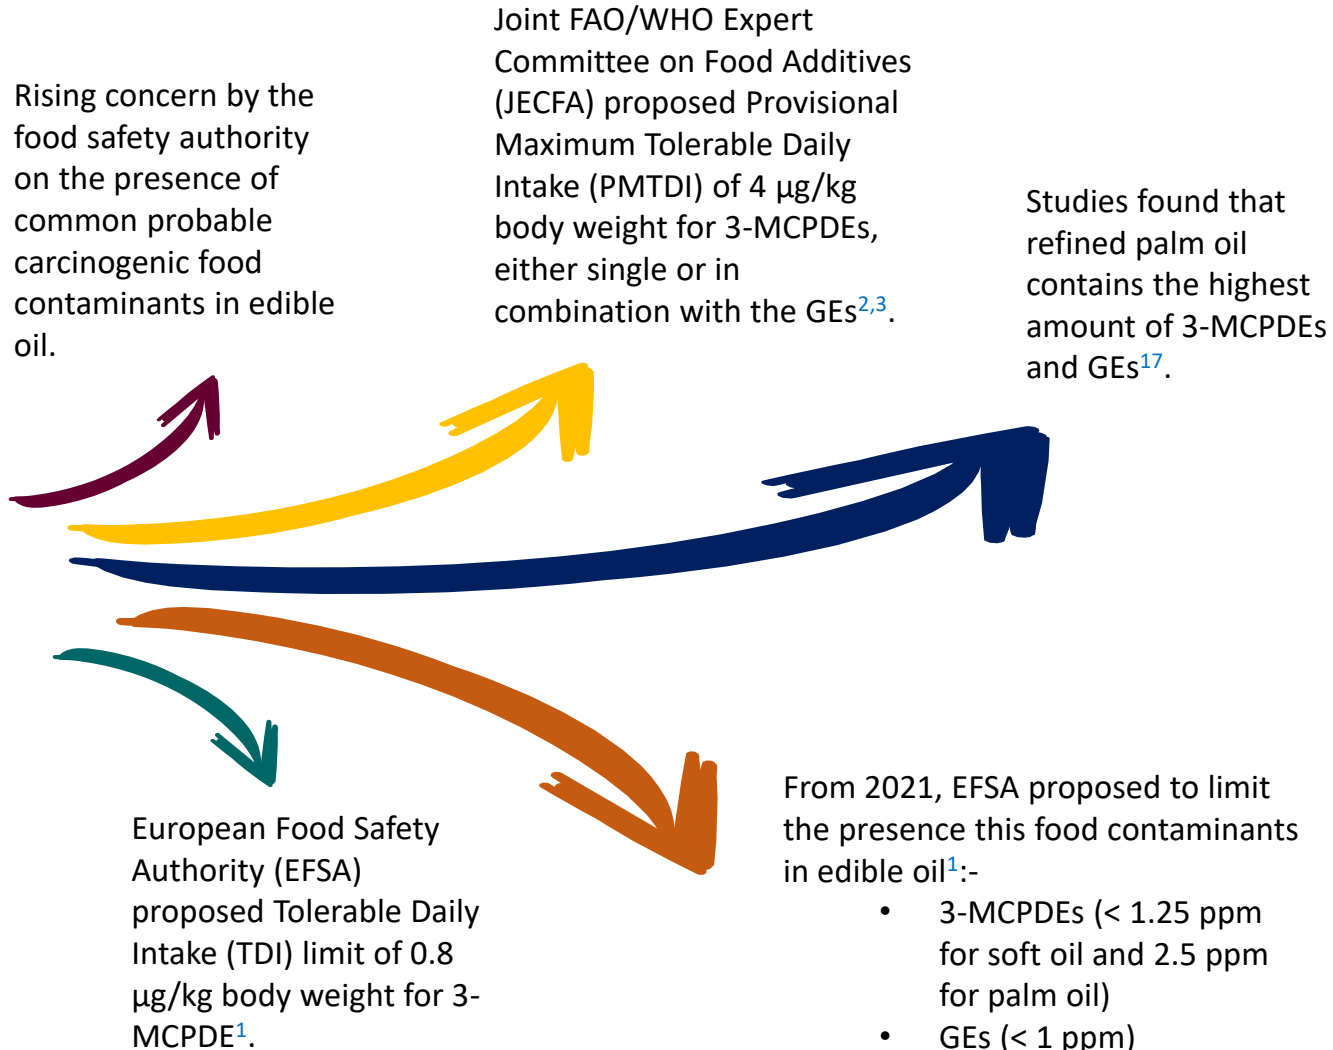 Rising concern by the
food safety authority
on the presence of
common probable
carcinogenic food
contaminants in edible
oil.
Joint FAO/WHO Expert
Committee on Food Additives
(JECFA) proposed Provisional
Maximum Tolerable Daily
Intake (PMTDI) of 4 μg/kg
body weight for 3-MCPDEs,
either single or in
combination with the GEs2,3.
Studies found that
refined palm oil
contains the highest
amount of 3-MCPDEs
and GEs17.
European Food Safety
Authority (EFSA)
proposed Tolerable Daily
Intake (TDI) limit of 0.8
μg/kg body weight for 3-
MCPDE1.
From 2021, EFSA proposed to limit
the presence this food contaminants
in edible oil1:-
• 3-MCPDEs (< 1.25 ppm
for soft oil and 2.5 ppm
for palm oil)
• GEs (< 1 ppm)